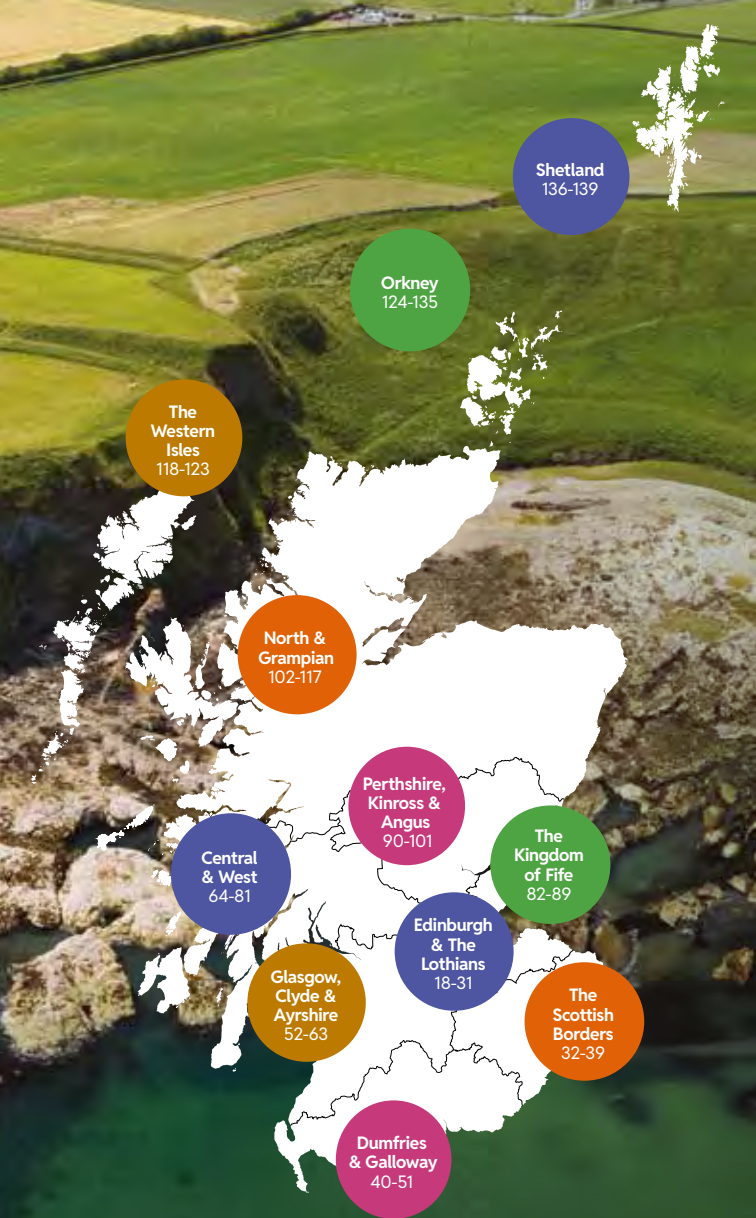 Shetland
136-139
Orkney
124-135
The
Western
Isles
118-123
North &
Grampian
102-117
Perthshire,
Kinross &
Angus
90-101
The
Kingdom
of Fife
82-89
Central
& West
64-81
Edinburgh
& The
Lothians
18-31
Glasgow,
Clyde &
Ayrshire
52-63
The
Scottish
Borders
32-39
Dumfries
& Galloway
40-51